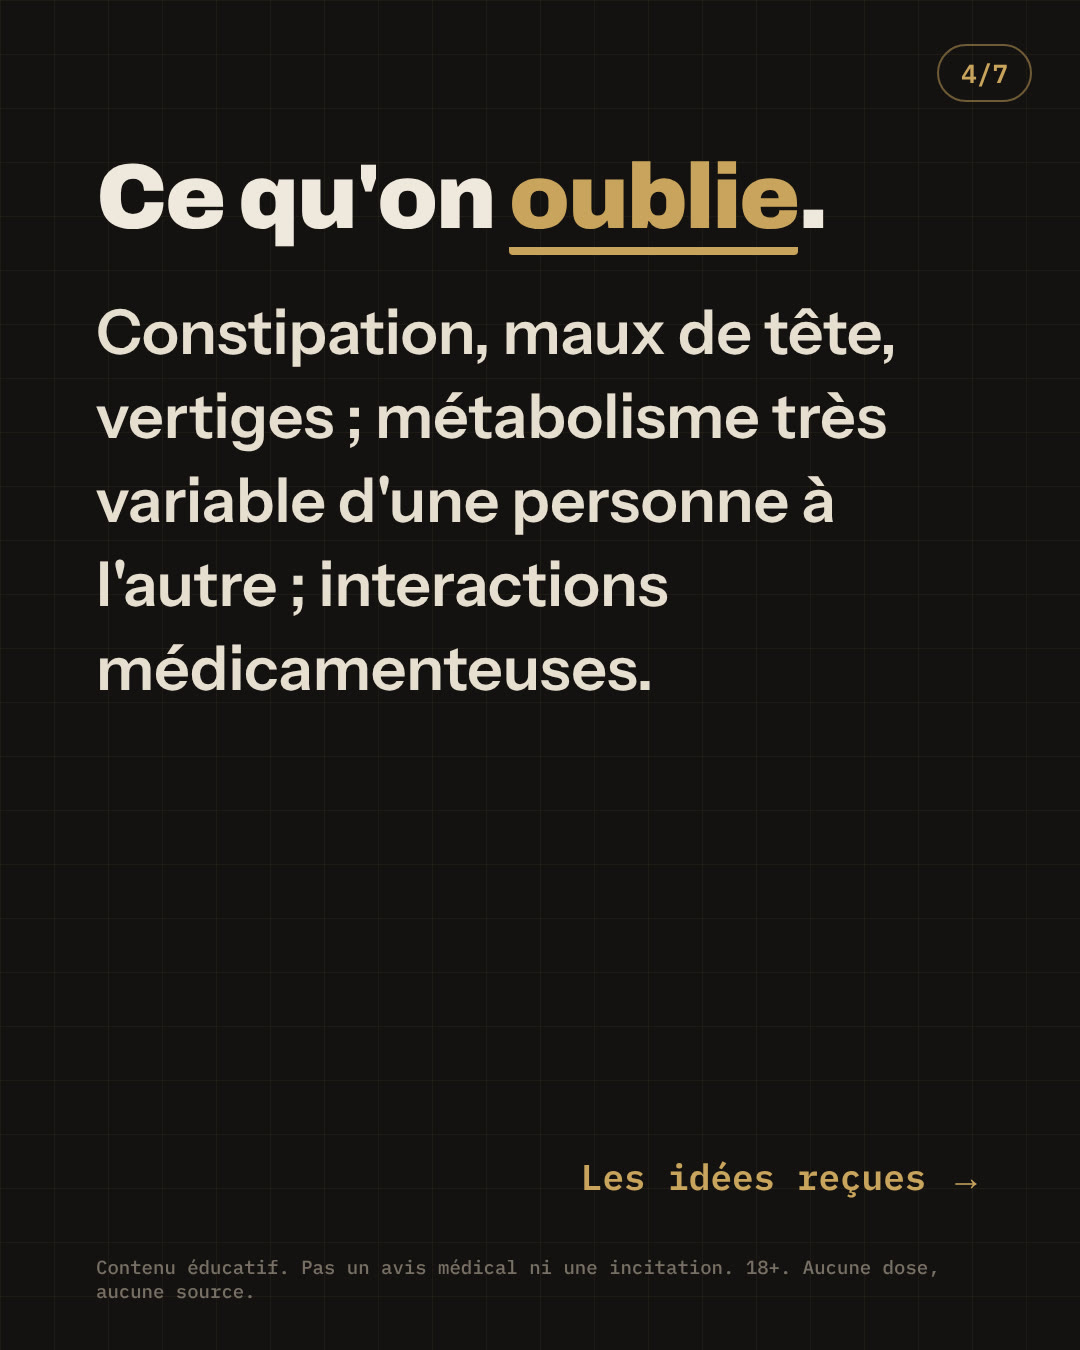 4/7
Ce qu'on oublie.
Constipation, maux de tête,
vertiges ; métabolisme très
variable d'une personne à
l'autre ; interactions
médicamenteuses.
Les idées reçues →
Contenu éducatif. Pas un avis médical ni une incitation. 18+. Aucune dose,
aucune source.